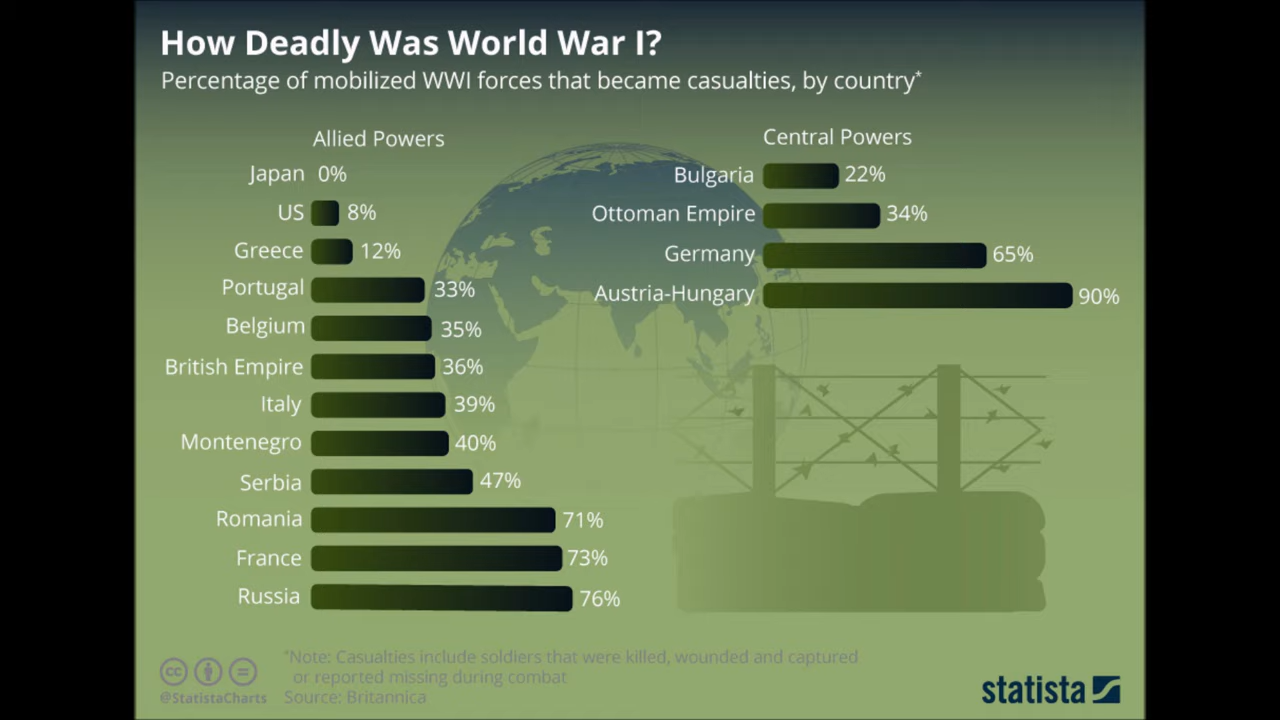 How Deadly Was World War I?
Percentage of mobilized WWI forces that became casualties, by country*
Allied Powers
Japan 0%
US 8%
Greece 12%
Portugal 33%
Belgium 35%
British Empire 36%
Italy 39%
Montenegro 40%
Serbia 47%
Romania 71%
France 73%
Russia 76%
Central Powers
Bulgaria 22%
Ottoman Empire 34%
Germany 65%
Austria-Hungary 90%
*Note: Casualties include soldiers that were killed, wounded and captured
or reported missing during combat
Source: Britannica
cc
@StatistaCharts
statista